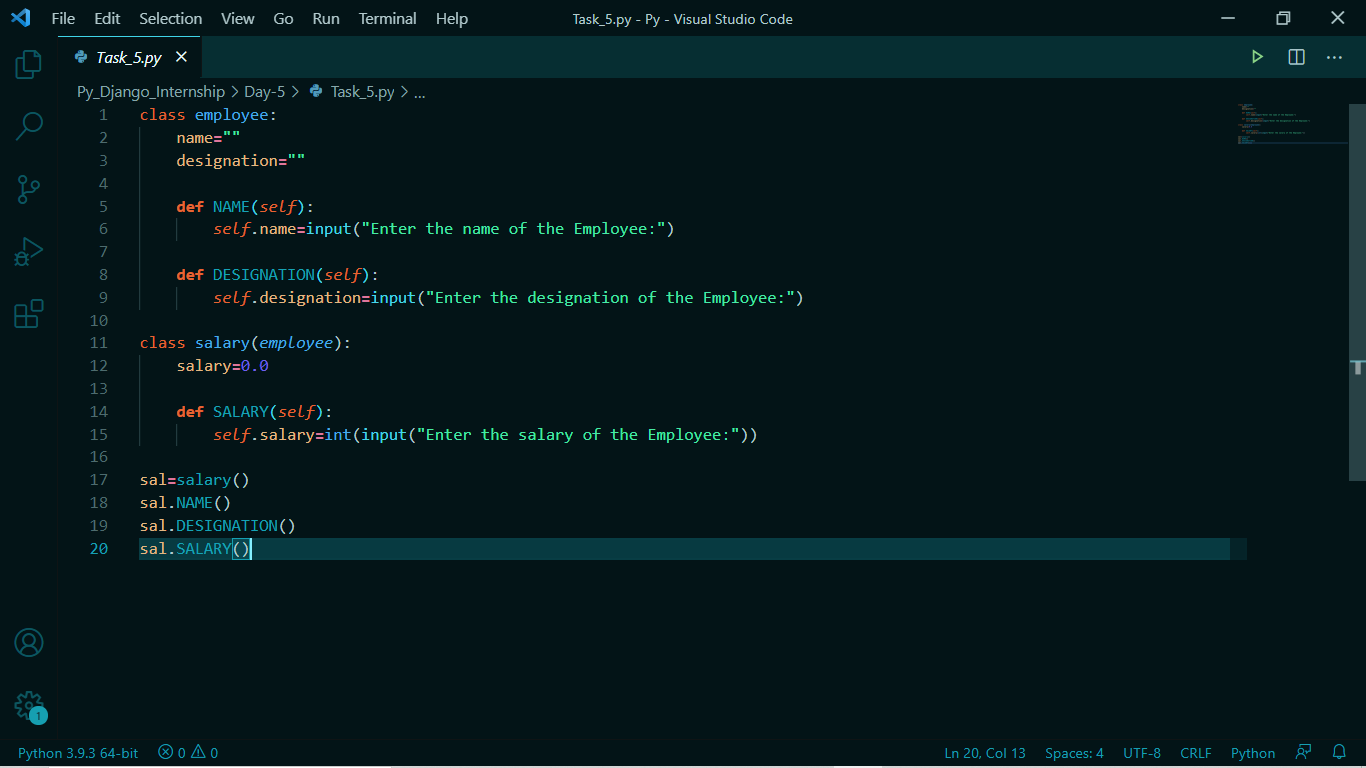 File Edit Selection View Go Run Terminal Help Task_5.py - Py - Visual Studio Code
Task_5.py
Py_Django_Internship > Day-5 > Task_5.py > ...
1 class employee:
2     name=""
3     designation=""
4
5     def NAME(self):
6         self.name=input("Enter the name of the Employee:")
7
8     def DESIGNATION(self):
9         self.designation=input("Enter the designation of the Employee:")
10
11 class salary(employee):
12     salary=0.0
13
14     def SALARY(self):
15         self.salary=int(input("Enter the salary of the Employee:"))
16
17 sal=salary()
18 sal.NAME()
19 sal.DESIGNATION()
20 sal.SALARY()
1
Python 3.9.3 64-bit 0 0 Ln 20, Col 13 Spaces: 4 UTF-8 CRLF Python